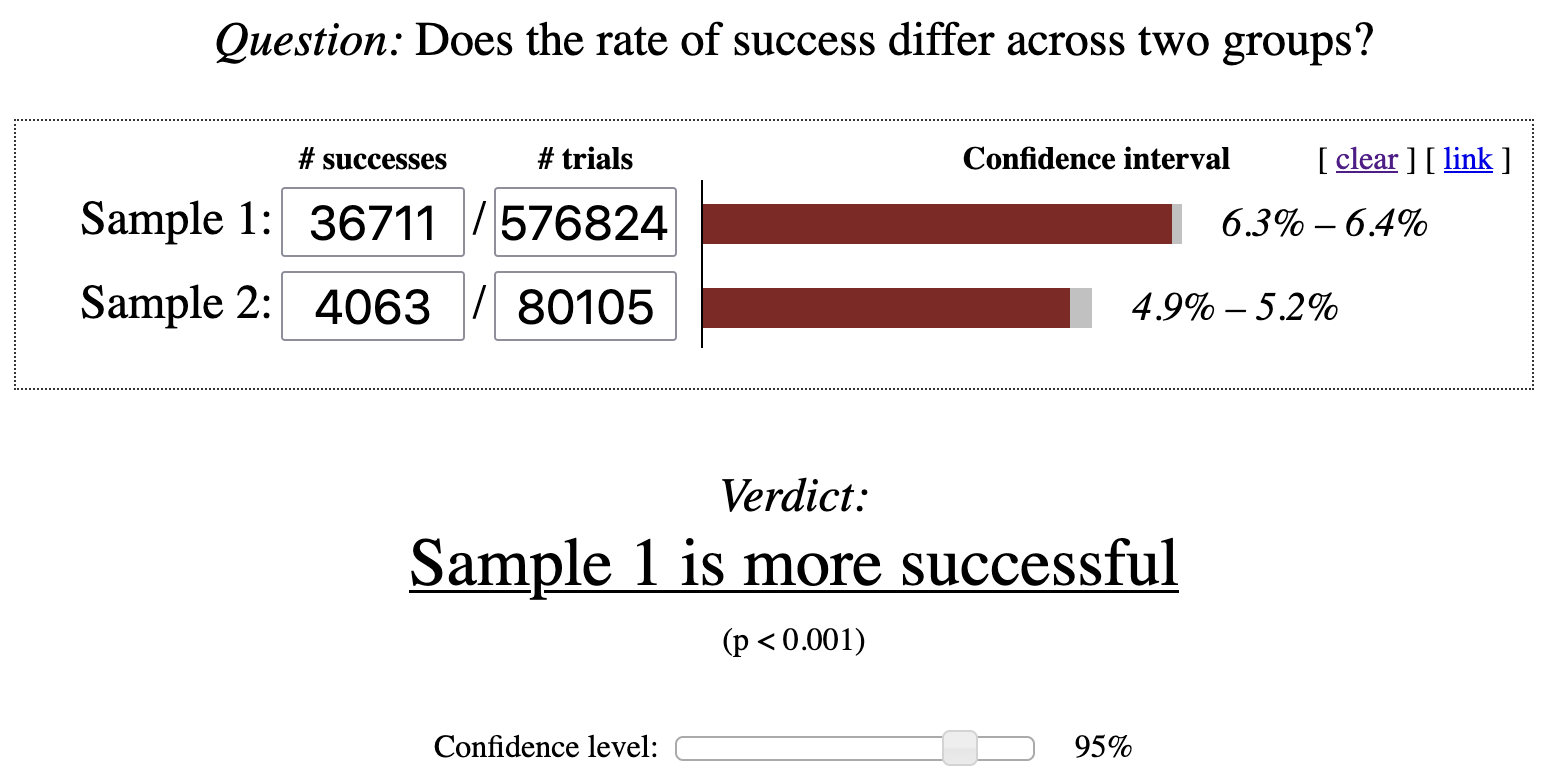 Question: Does the rate of success differ across two groups?
# successes # trials Confidence interval [ clear ] [ link ]
Sample 1: 36711 / 576824 6.3% – 6.4%
Sample 2: 4063 / 80105 4.9% – 5.2%
Verdict:
Sample 1 is more successful
(p < 0.001)
Confidence level: 95%